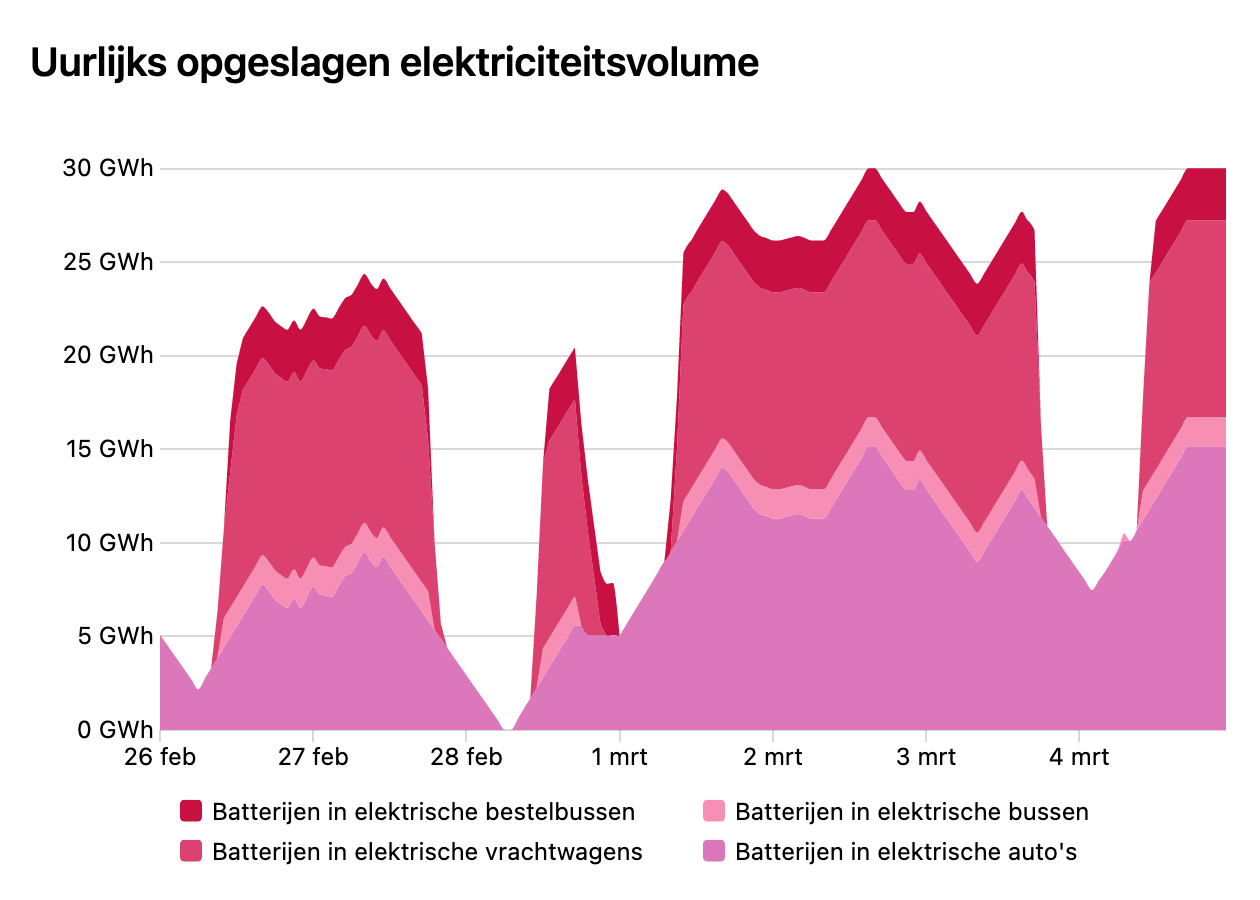 Uurlijks opgeslagen elektriciteitsvolume
30 GWh
25 GWh
20 GWh
15 GWh
10 GWh
5 GWh
0 GWh
26 feb 27 feb 28 feb 1 mrt 2 mrt 3 mrt 4 mrt
Batterijen in elektrische bestelbussen Batterijen in elektrische bussen
Batterijen in elektrische vrachtwagens Batterijen in elektrische auto's